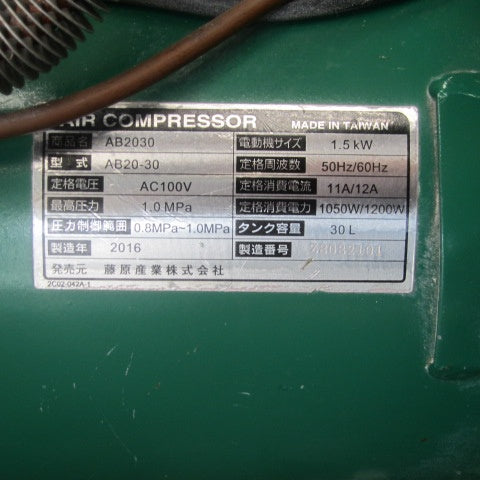 AIR COMPRESSOR MADE IN TAIWAN
商品名 AB2030 電動機サイズ 1.5 kW
型 式 AB20-30 定格周波数 50Hz/60Hz
定格電圧 AC100V 定格消費電流 11A/12A
最高圧力 1.0 MPa 定格消費電力 1050W/1200W
圧力制御範囲 0.8MPa~1.0MPa タンク容量 30 L
製造年 2016 製造番号
発売元 藤原産業株式会社
2C02-042A-1